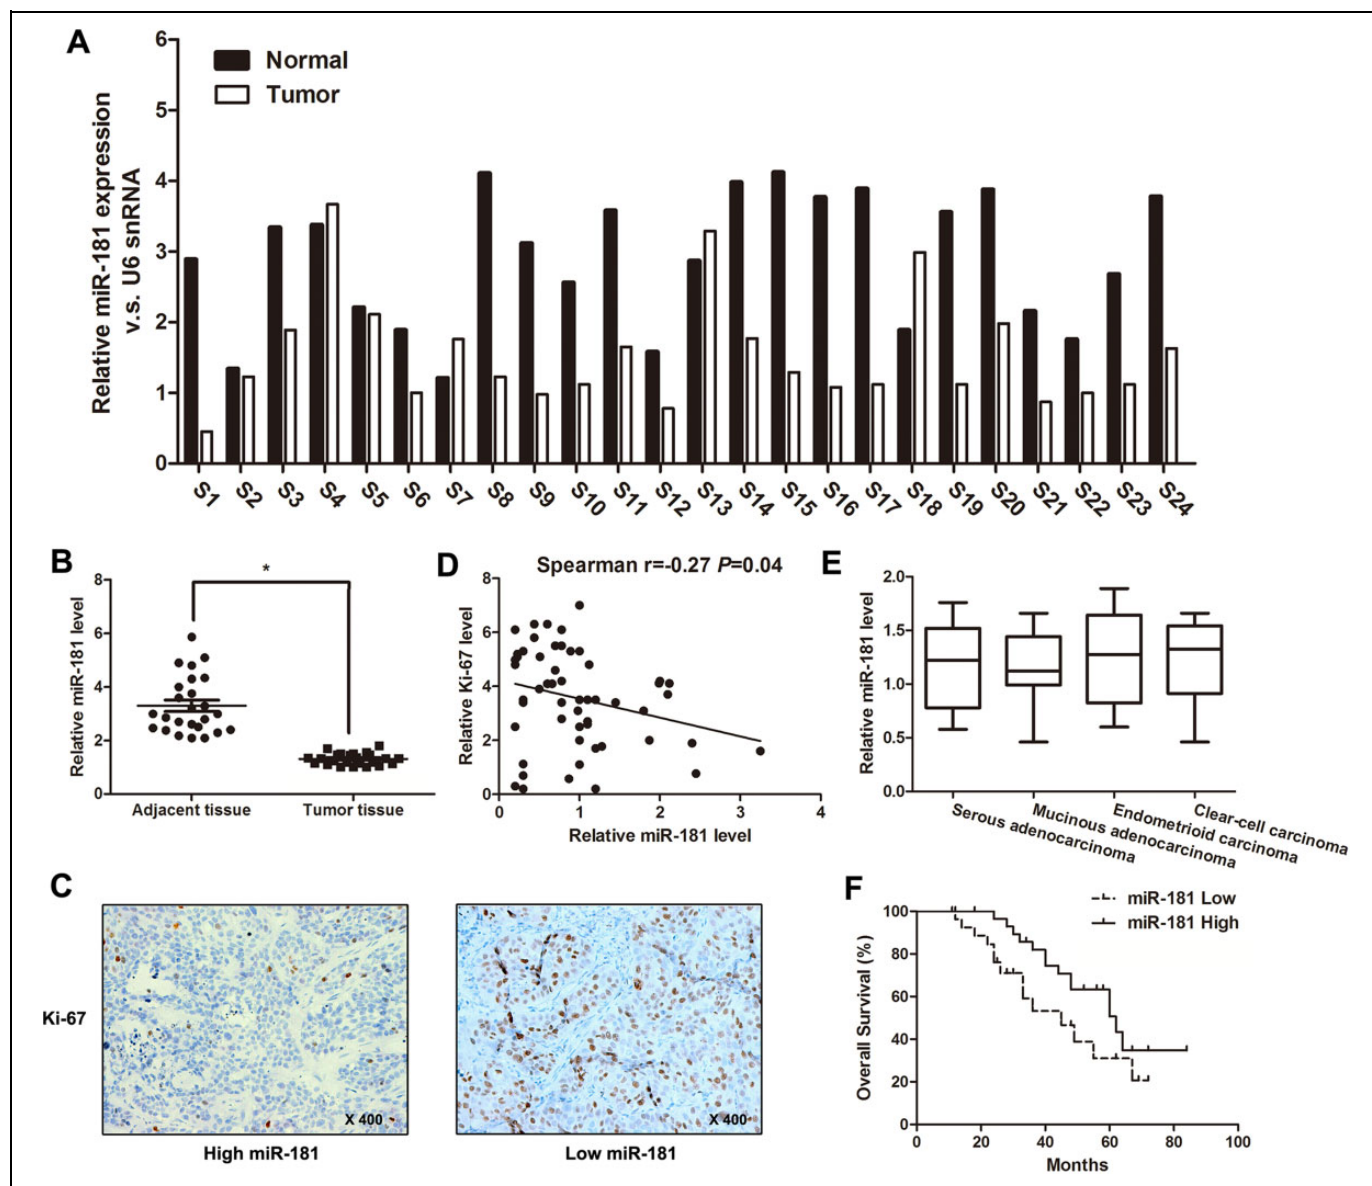 A
Relative miR-181 expression
v.s. U6 snRNA
6
5
4
3
2
1
0
Normal
Tumor
S1 S2 S3 S4 S5 S6 S7 S8 S9 S10 S11 S12 S13 S14 S15 S16 S17 S18 S19 S20 S21 S22 S23 S24
B
Relative miR-181 level
8
6
4
2
0
*
Adjacent tissue Tumor tissue
D
Spearman r=-0.27 P=0.04
Relative Ki-67 level
8
6
4
2
0
0 1 2 3 4
Relative miR-181 level
E
Relative miR-181 level
2.0
1.5
1.0
0.5
0.0
Serous adenocarcinoma
Mucinous adenocarcinoma
Endometrioid carcinoma
Clear-cell carcinoma
C
Ki-67
X 400
High miR-181
X 400
Low miR-181
F
miR-181 Low
miR-181 High
Overall Survival (%)
100
80
60
40
20
0
0 20 40 60 80 100
Months